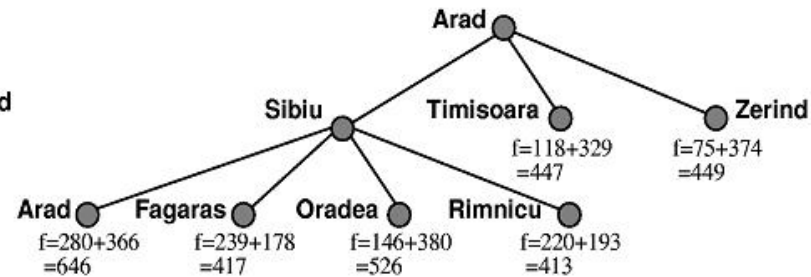 Arad
d
Sibiu Timisoara Zerind
f=118+329 f=75+374
=447 =449
Arad Fagaras Oradea Rimnicu
f=280+366 f=239+178 f=146+380 f=220+193
=646 =417 =526 =413